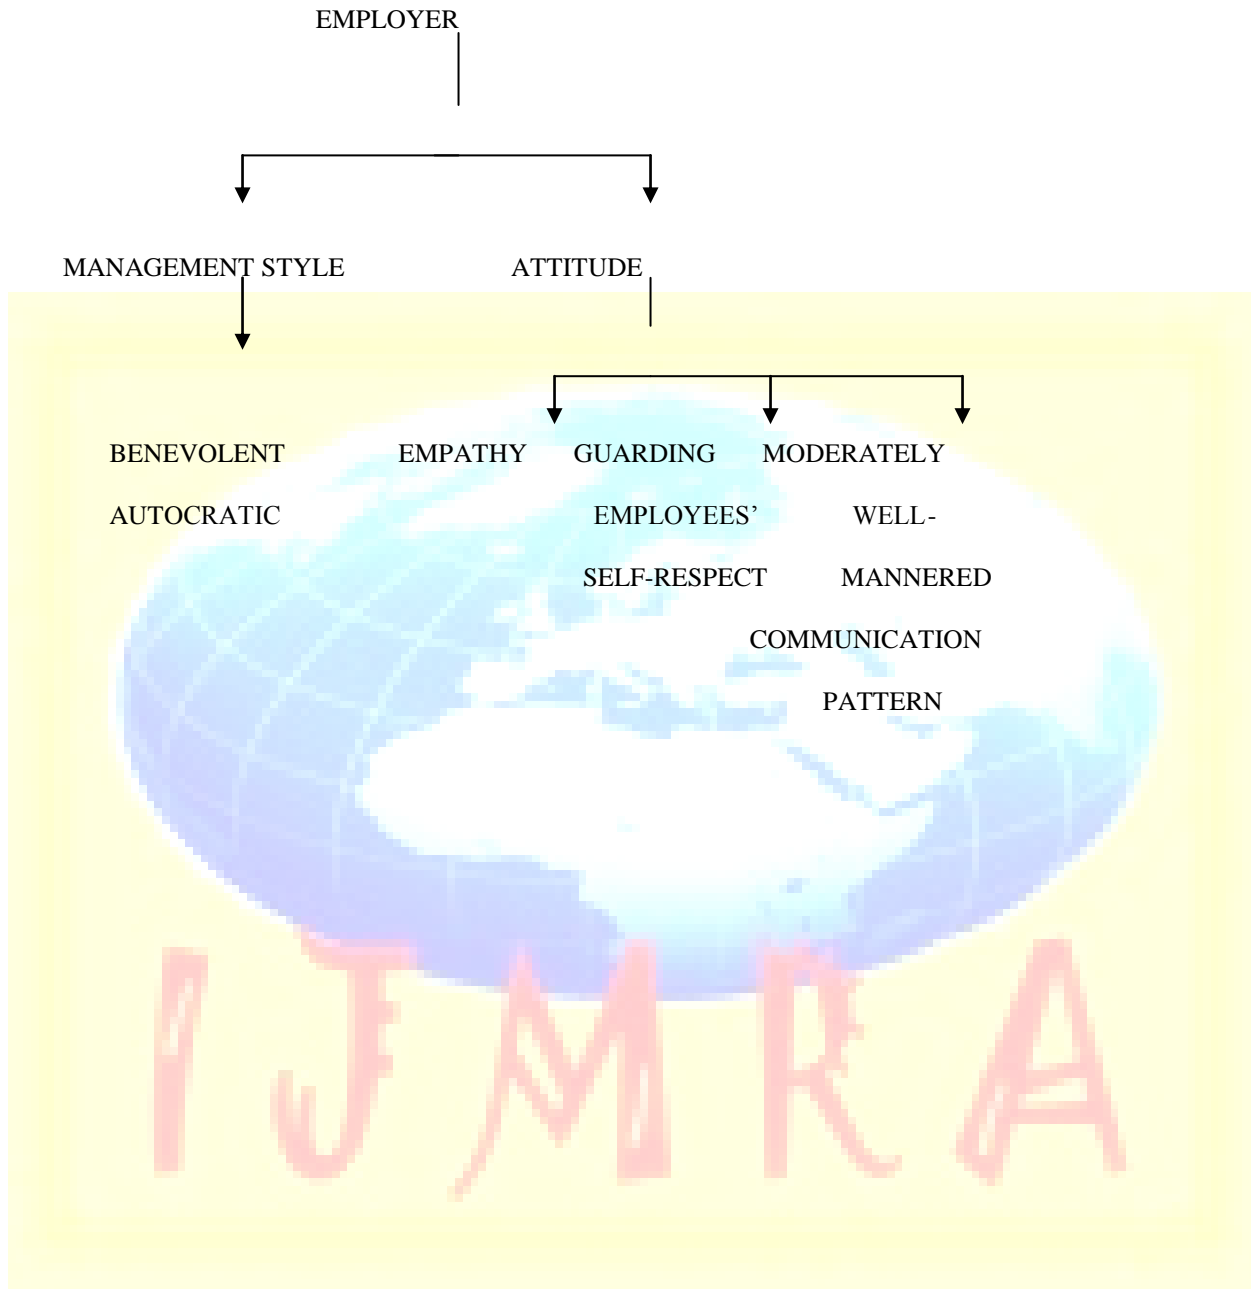 EMPLOYER
MANAGEMENT STYLE ATTITUDE
BENEVOLENT EMPATHY GUARDING MODERATELY
AUTOCRATIC EMPLOYEES’ WELL-
SELF-RESPECT MANNERED
COMMUNICATION
PATTERN
IJMRA